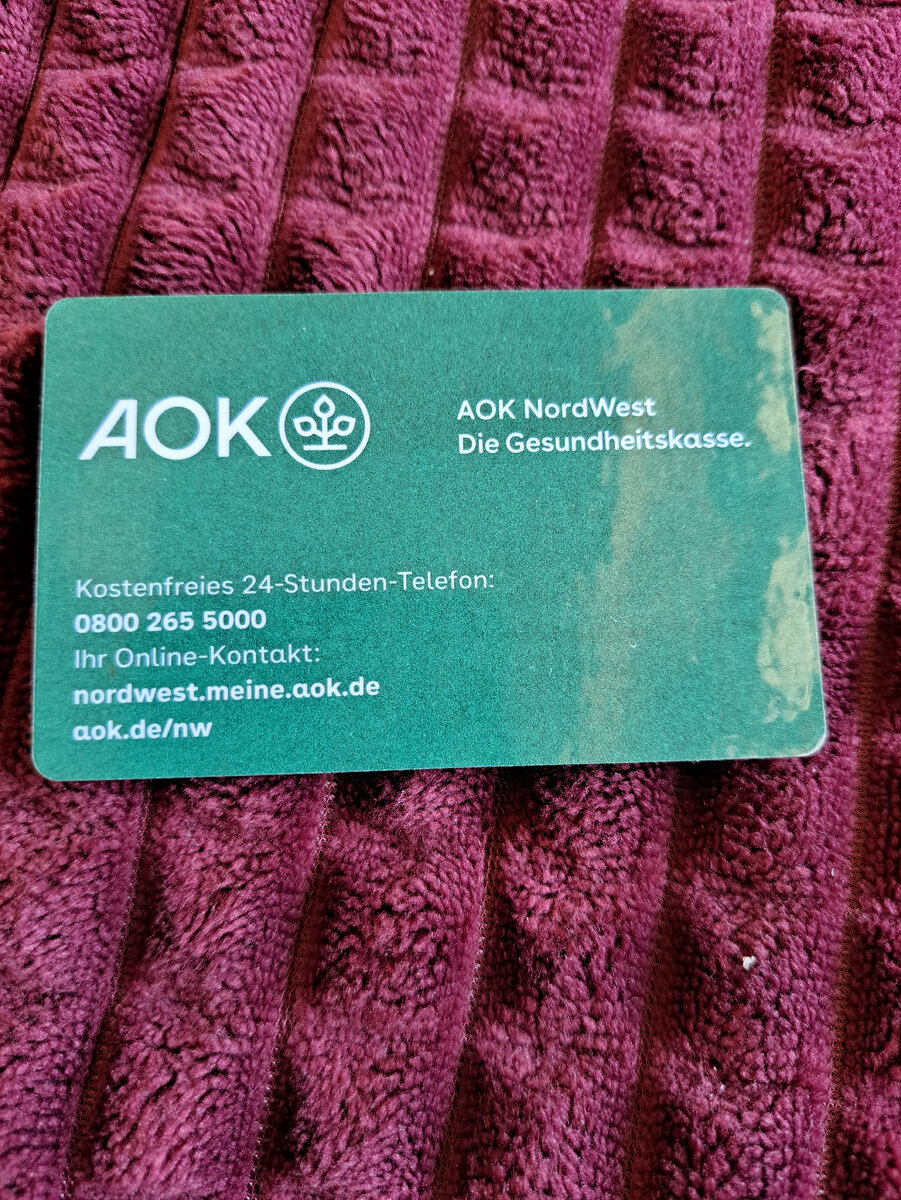 AOK
AOK NordWest
Die Gesundheitskasse.
Kostenfreies 24-Stunden-Telefon:
0800 265 5000
Ihr Online-Kontakt:
nordwest.meine.aok.de
aok.de/nw